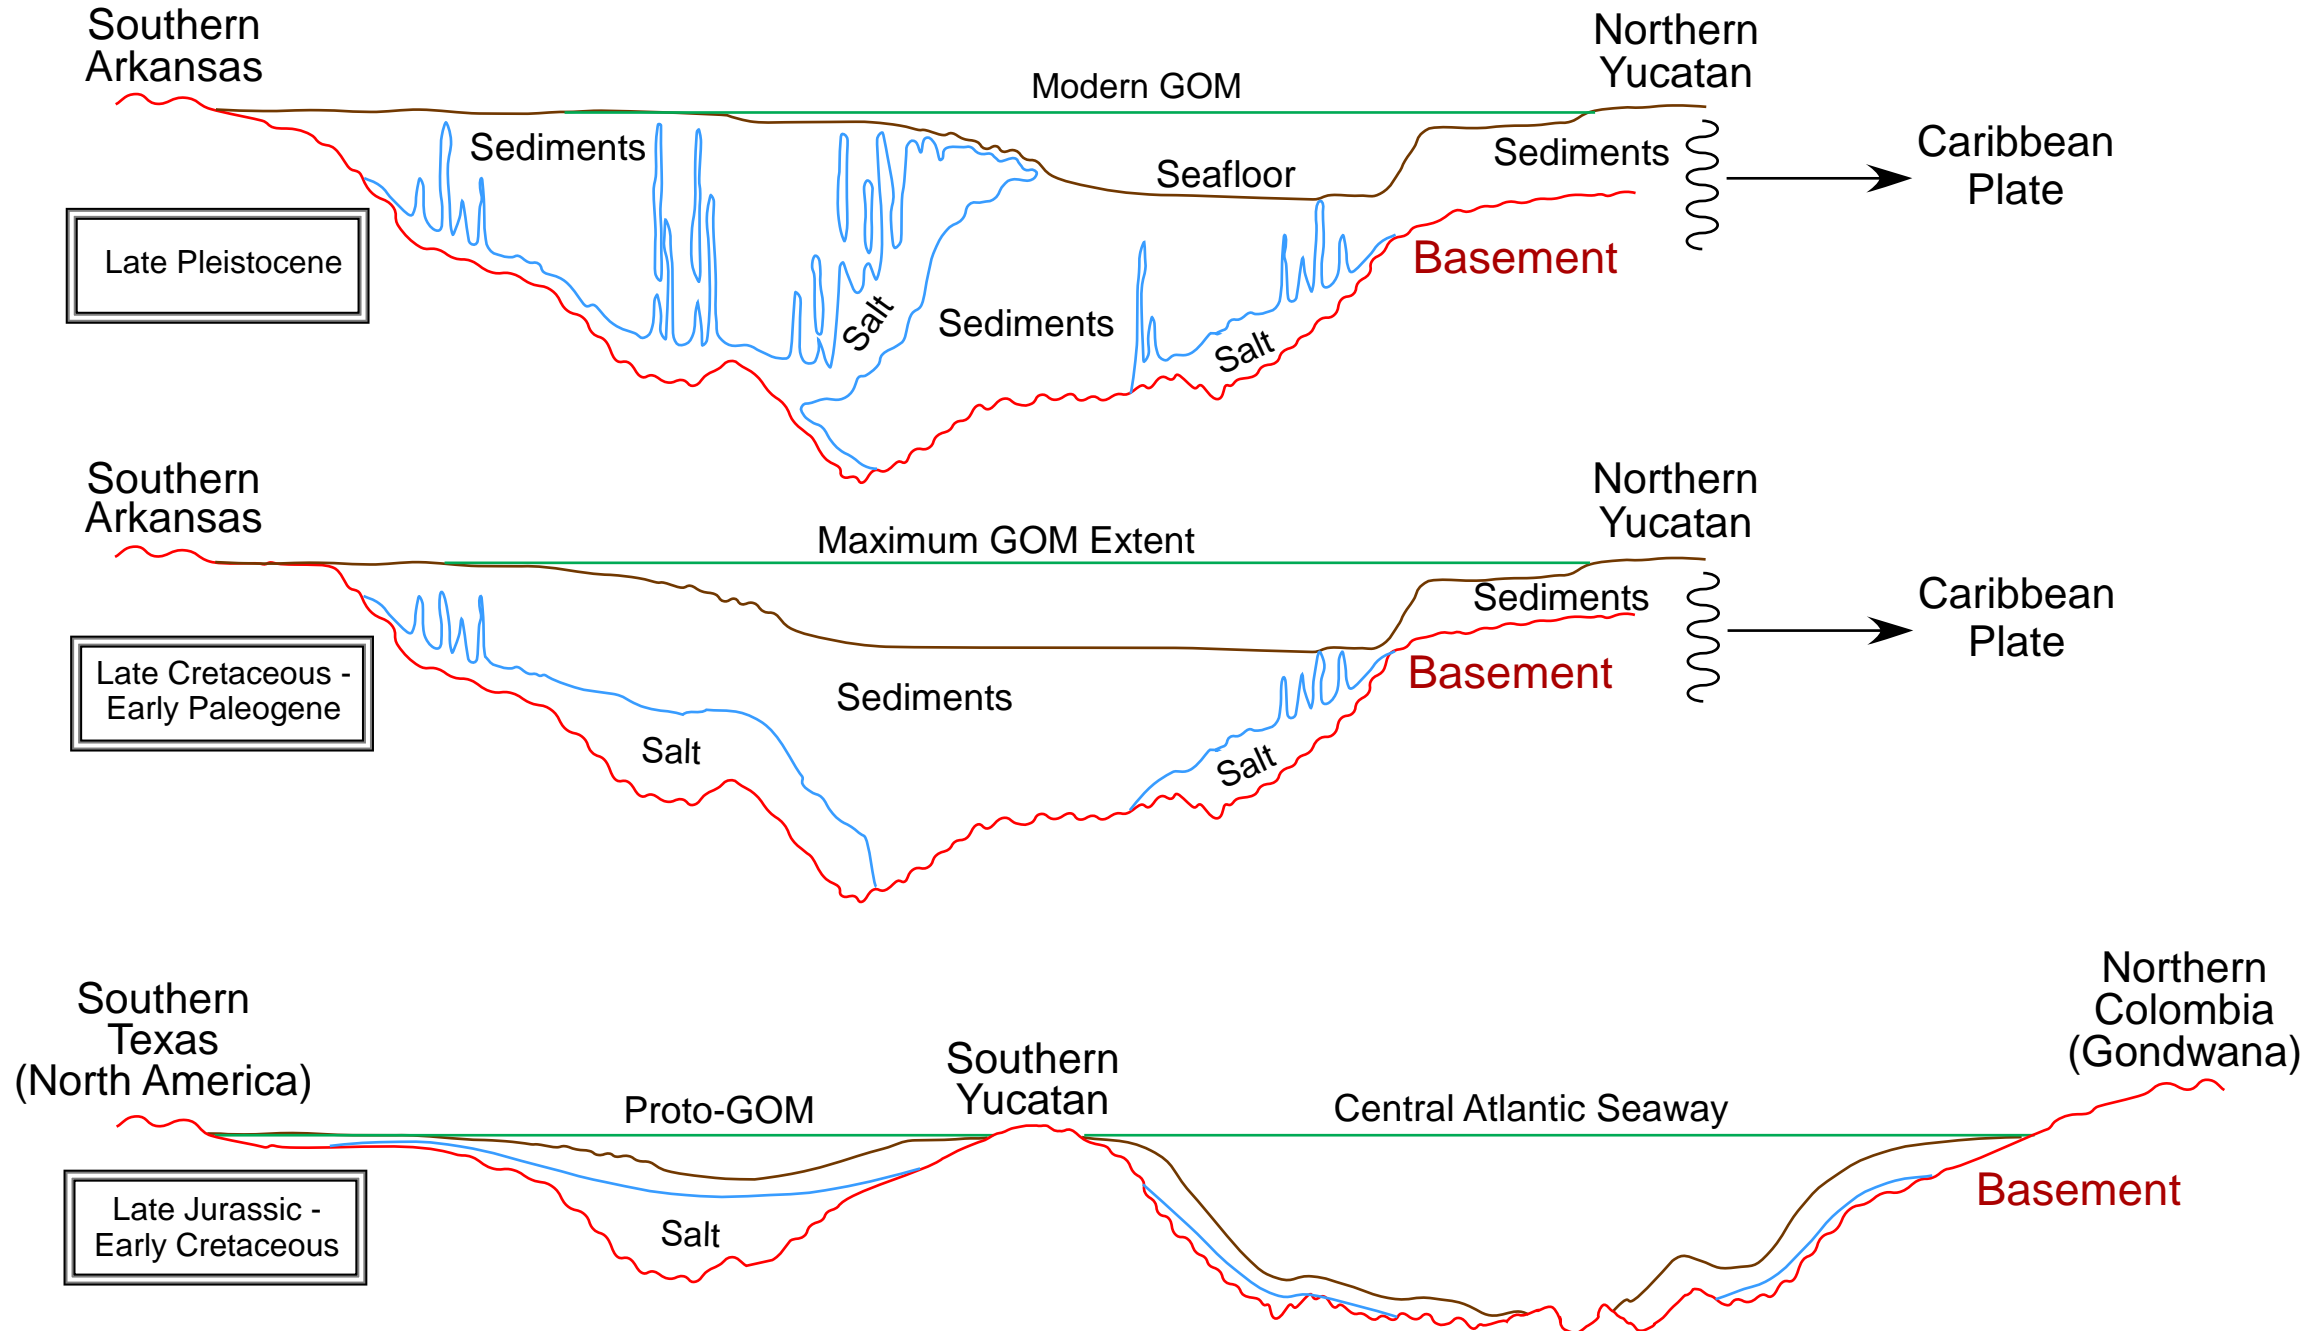 Southern
Arkansas
Northern
Yucatan
Modern GOM
Caribbean
Plate
Sediments
Sediments
Seafloor
Late Pleistocene
Basement
Salt
Sediments
Salt
Southern
Arkansas
Northern
Yucatan
Maximum GOM Extent
Caribbean
Plate
Sediments
Late Cretaceous -
Early Paleogene
Basement
Sediments
Salt
Salt
Southern
Texas
(North America)
Northern
Colombia
(Gondwana)
Southern
Yucatan
Proto-GOM
Central Atlantic Seaway
Late Jurassic -
Early Cretaceous
Basement
Salt